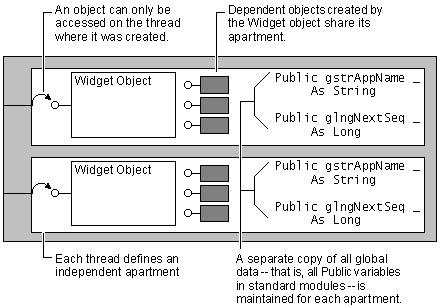 An object can only be
accessed on the thread
where it was created.
Dependent objects created
by the Widget object share its
apartment.
Widget Object
Public gstrAppName _
As String
Public glngNextSeq _
As Long
Widget Object
Public gstrAppName _
As String
Public glngNextSeq _
As Long
Each thread defines an
independent apartment
A separate copy of all global
data -- that is, all Public variables
in standard modules -- is
maintained for each apartment.